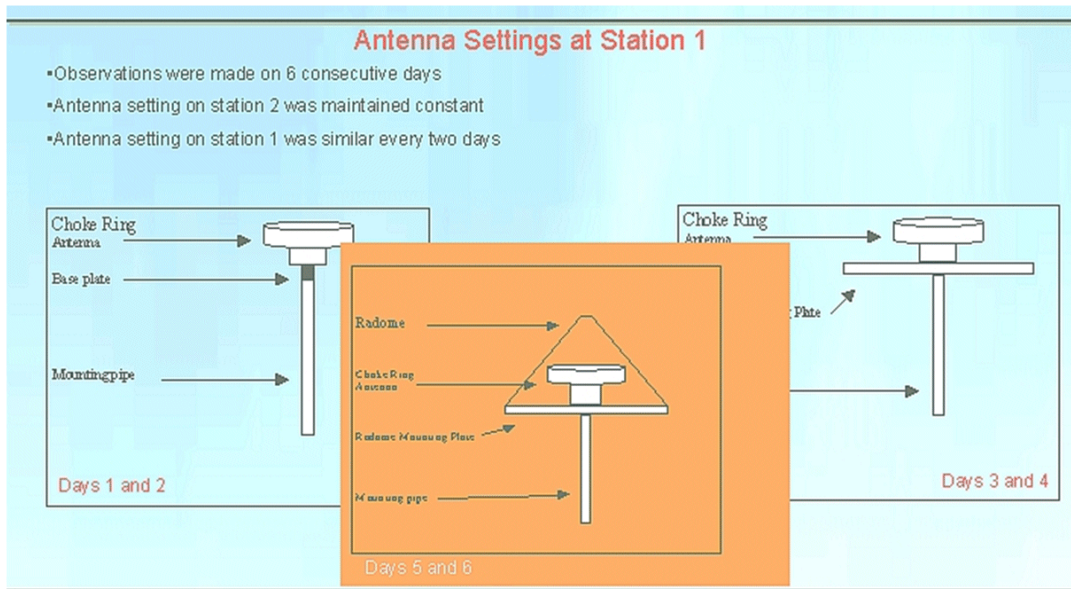 Antenna Settings at Station 1
▪Observations were made on 6 consecutive days
▪Antenna setting on station 2 was maintained constant
▪Antenna setting on station 1 was similar every two days
Choke Ring
Antenna
Base plate
Mountingpipe
Days 1 and 2
Radome
Choke Ring
Antenna
Radome Mounting Plate
Mounting pipe
Days 5 and 6
Choke Ring
Antenna
Plate
Days 3 and 4